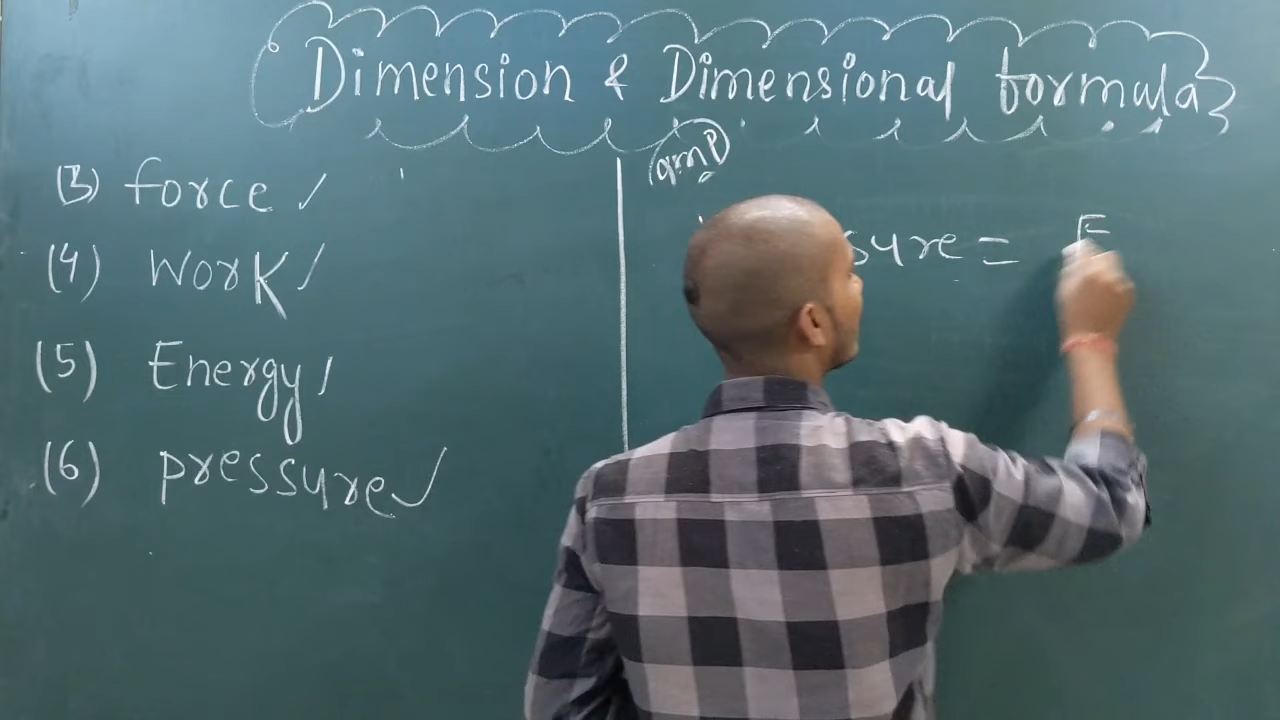 Dimension & Dimensional formula
(3) force ✓
(4) Work ✓
(5) Energy ✓
(6) pressure ✓
sure = F